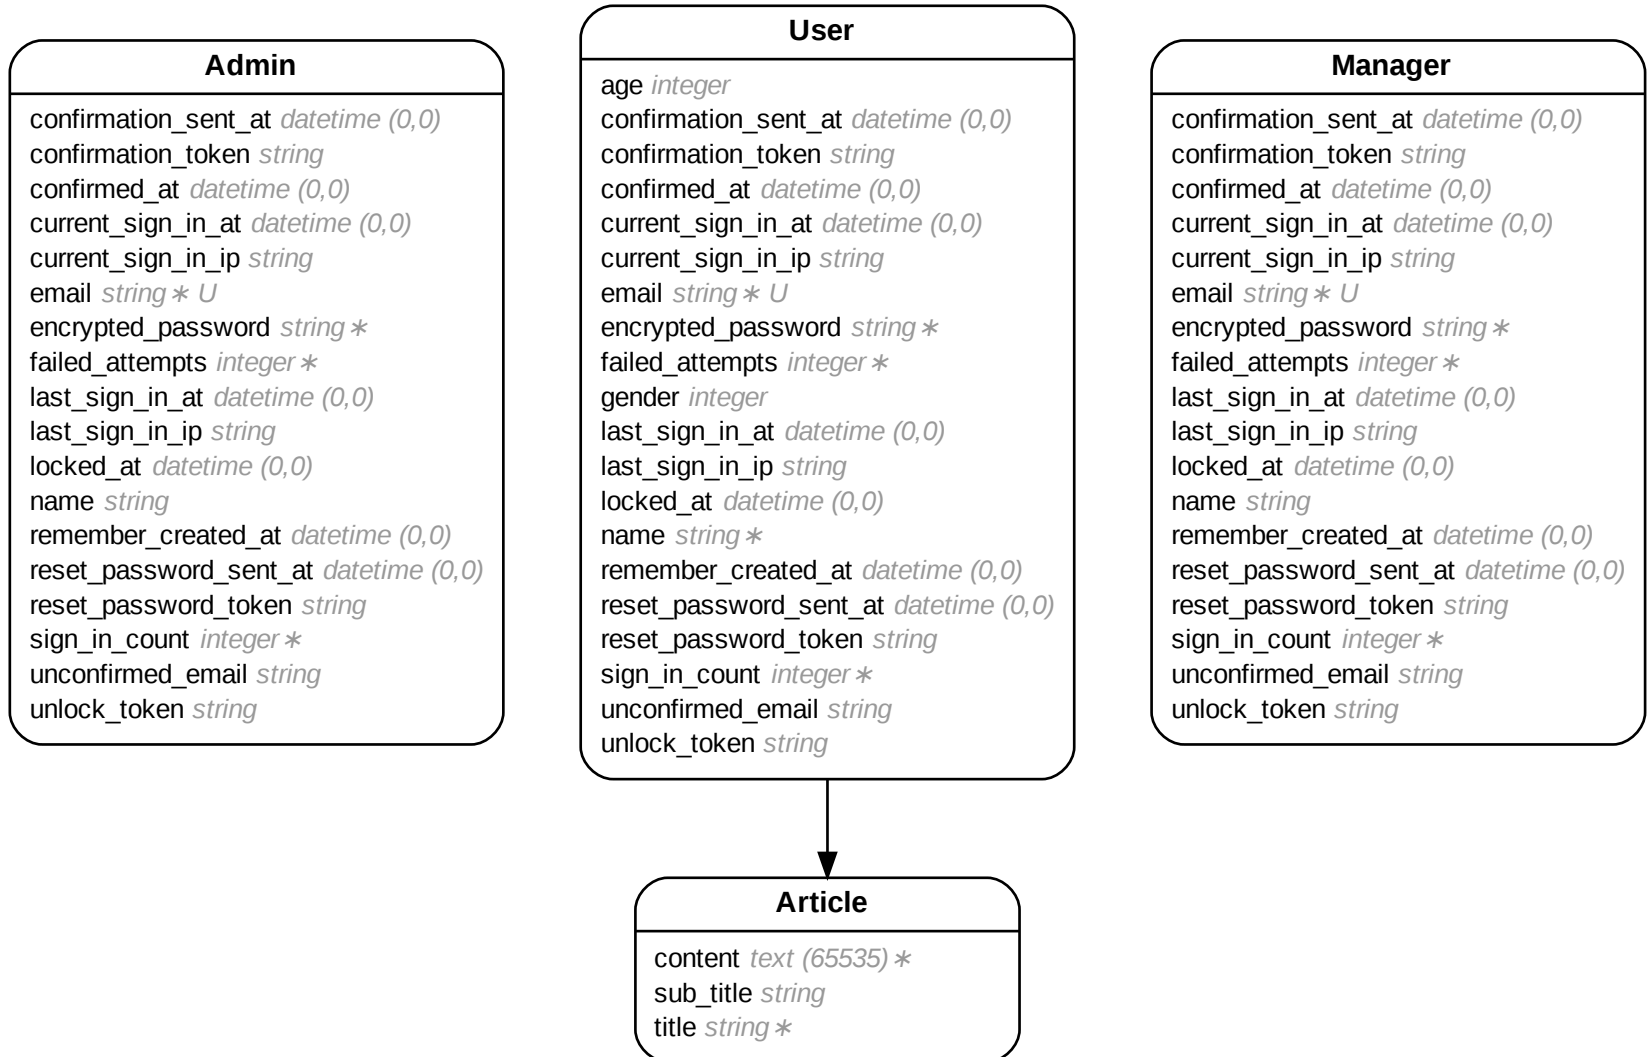 Admin
confirmation_sent_at datetime (0,0)
confirmation_token string
confirmed_at datetime (0,0)
current_sign_in_at datetime (0,0)
current_sign_in_ip string
email string∗ U
encrypted_password string∗
failed_attempts integer∗
last_sign_in_at datetime (0,0)
last_sign_in_ip string
locked_at datetime (0,0)
name string
remember_created_at datetime (0,0)
reset_password_sent_at datetime (0,0)
reset_password_token string
sign_in_count integer∗
unconfirmed_email string
unlock_token string
User
age integer
confirmation_sent_at datetime (0,0)
confirmation_token string
confirmed_at datetime (0,0)
current_sign_in_at datetime (0,0)
current_sign_in_ip string
email string∗ U
encrypted_password string∗
failed_attempts integer∗
gender integer
last_sign_in_at datetime (0,0)
last_sign_in_ip string
locked_at datetime (0,0)
name string∗
remember_created_at datetime (0,0)
reset_password_sent_at datetime (0,0)
reset_password_token string
sign_in_count integer∗
unconfirmed_email string
unlock_token string
Manager
confirmation_sent_at datetime (0,0)
confirmation_token string
confirmed_at datetime (0,0)
current_sign_in_at datetime (0,0)
current_sign_in_ip string
email string∗ U
encrypted_password string∗
failed_attempts integer∗
last_sign_in_at datetime (0,0)
last_sign_in_ip string
locked_at datetime (0,0)
name string
remember_created_at datetime (0,0)
reset_password_sent_at datetime (0,0)
reset_password_token string
sign_in_count integer∗
unconfirmed_email string
unlock_token string
Article
content text (65535)∗
sub_title string
title string∗